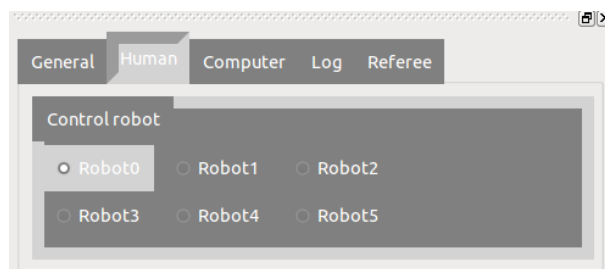 General Human Computer Log Referee
Control robot
Robot0 Robot1 Robot2
Robot3 Robot4 Robot5